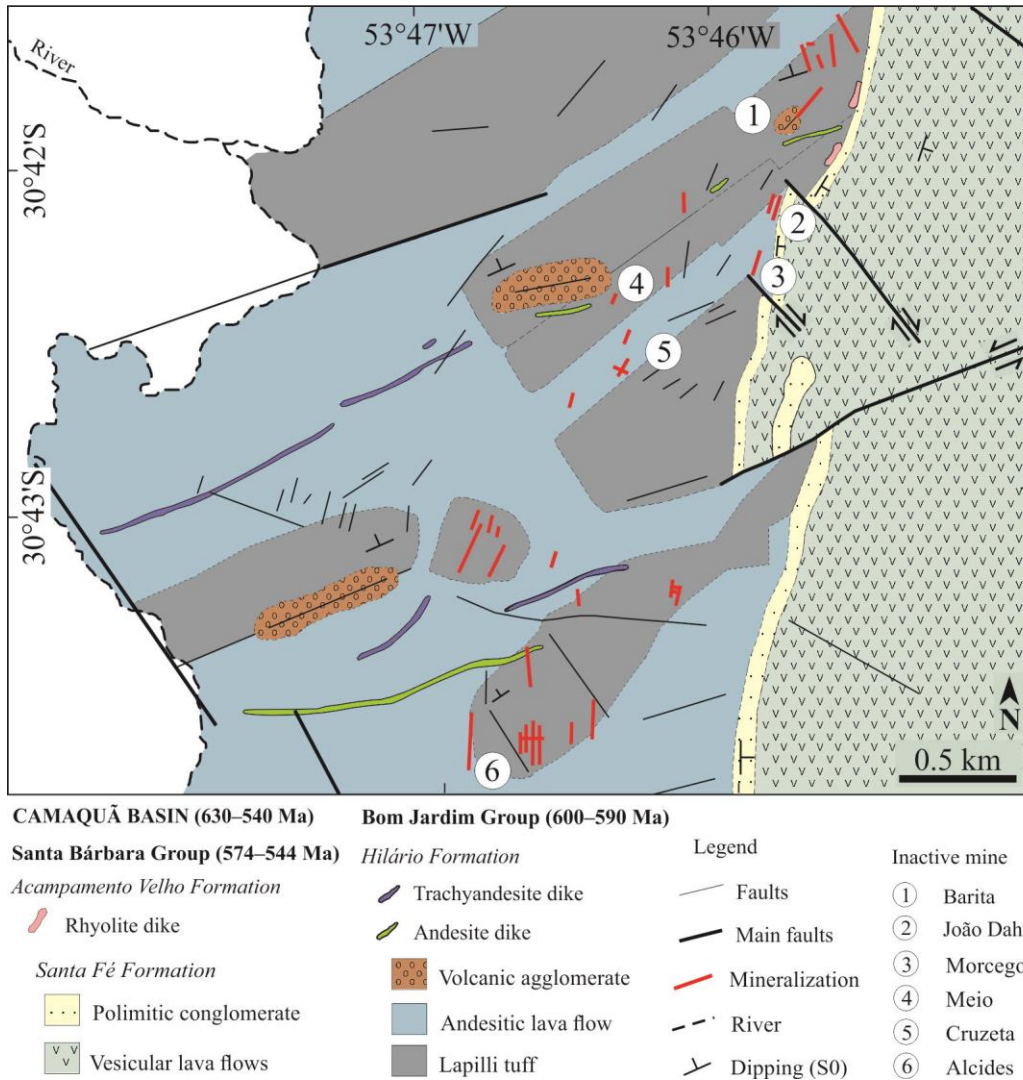 53°47'W
53°46'W
River
30°42'S
30°43'S
1
2
3
4
5
6
N
0.5 km
CAMAQUÃ BASIN (630–540 Ma)
Santa Bárbara Group (574–544 Ma)
Acampamento Velho Formation
Rhyolite dike
Santa Fé Formation
Polimitic conglomerate
Vesicular lava flows
Bom Jardim Group (600–590 Ma)
Hilário Formation
Trachyandesite dike
Andesite dike
Volcanic agglomerate
Andesitic lava flow
Lapilli tuff
Legend
Faults
Main faults
Mineralization
River
Dipping (S0)
Inactive mine
1 Barita
2 João Dah
3 Morcego
4 Meio
5 Cruzeta
6 Alcides